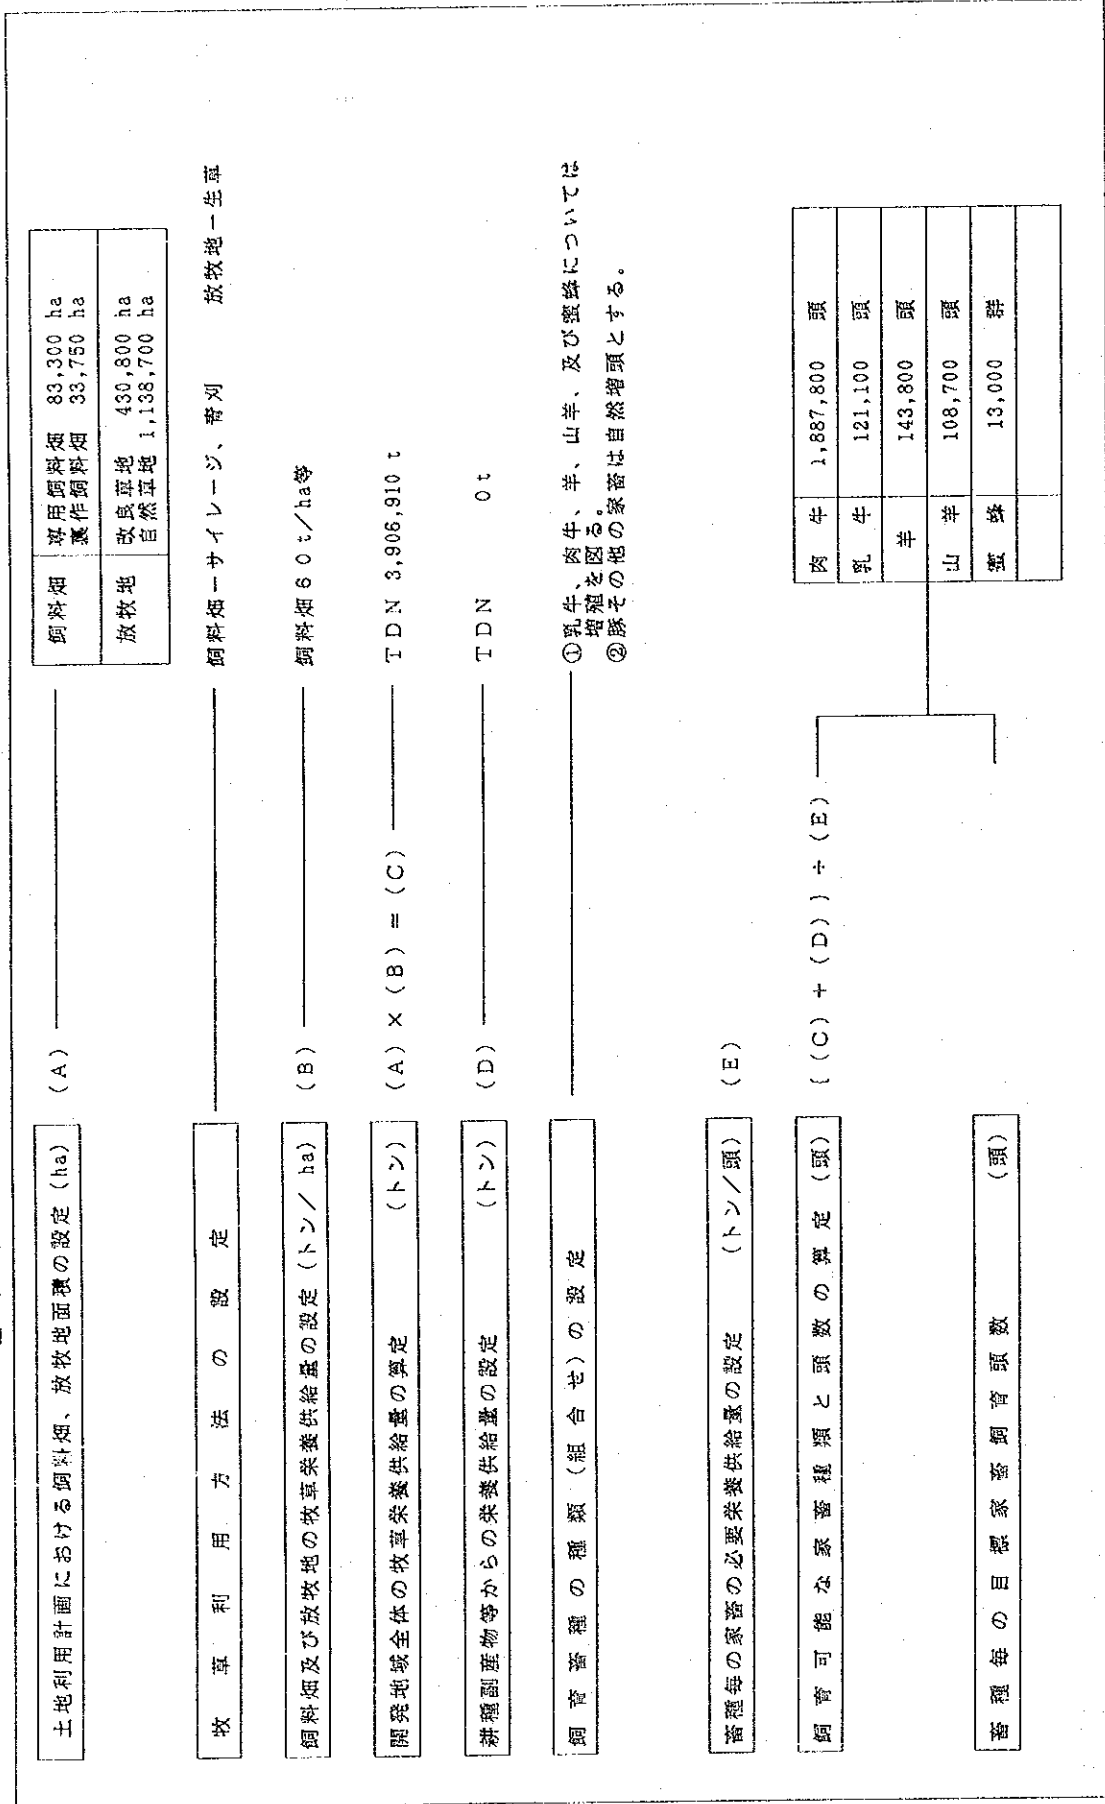 土地利用計画における飼料畑、放牧地面積の設定 (ha) (A)
飼料畑 専用飼料畑 83,300 ha
裏作飼料畑 33,750 ha
放牧地 改良草地 430,800 ha
自然草地 1,138,700 ha
牧草利用方法の設定 飼料畑ーサイレージ、青刈 放牧地ー生草
飼料畑及び放牧地の牧草栄養供給量の設定 (トン/ha) (B) 飼料畑60t/ha等
開発地域全体の牧草栄養供給量の算定 (トン) (A)×(B)=(C) TDN 3,906,910 t
耕種副産物等からの栄養供給量の設定 (トン) (D) TDN 0t
飼育畜種の種類(組合せ)の設定 ①乳牛、肉牛、羊、山羊、及び蜜蜂については
増殖を図る。
②豚その他の家畜は自然増頭とする。
畜種毎の家畜の必要栄養供給量の設定 (トン/頭) (E)
飼育可能な家畜種類と頭数の算定 (頭) {(C)+(D)}÷(E)
畜種毎の目標家畜飼育頭数 (頭)
肉牛 1,887,800 頭
乳牛 121,100 頭
羊 143,800 頭
山羊 108,700 頭
蜜蜂 13,000 群